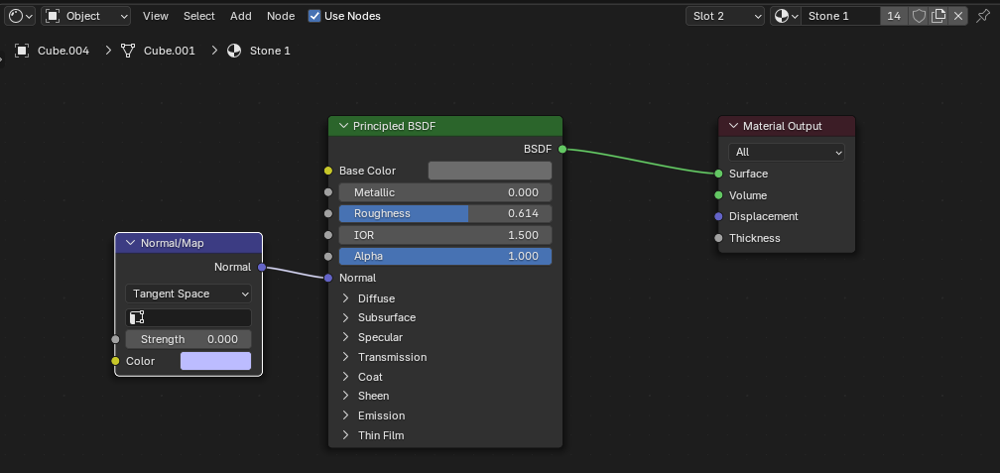 Object View Select Add Node Use Nodes Slot 2 Stone 1 14
Cube.004 Cube.001 Stone 1
Principled BSDF
BSDF
Base Color
Metallic 0.000
Roughness 0.614
IOR 1.500
Alpha 1.000
Normal
Diffuse
Subsurface
Specular
Transmission
Coat
Sheen
Emission
Thin Film
Material Output
All
Surface
Volume
Displacement
Thickness
Normal/Map
Normal
Tangent Space
Strength 0.000
Color